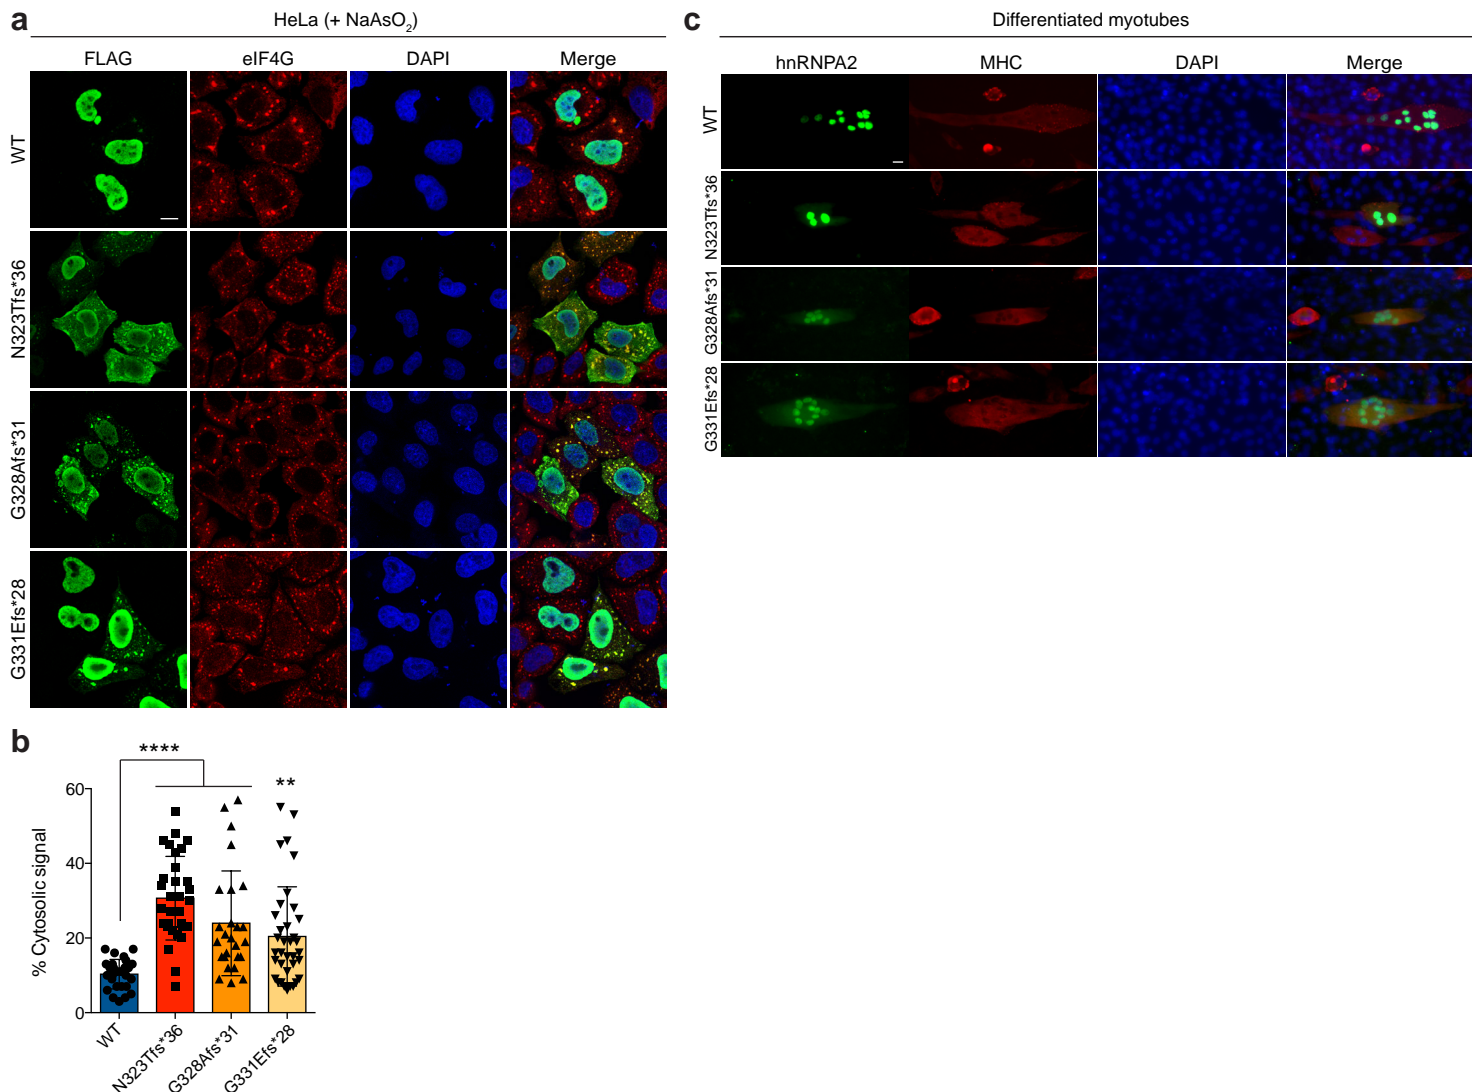 a
HeLa (+ NaAsO₂)
FLAG eIF4G DAPI Merge
WT
N323Tfs*36
G328Afs*31
G331Efs*28
b
****
**
% Cytosolic signal
60
40
20
0
WT
N323Tfs*36
G328Afs*31
G331Efs*28
c
Differentiated myotubes
hnRNPA2 MHC DAPI Merge
WT
N323Tfs*36
G328Afs*31
G331Efs*28